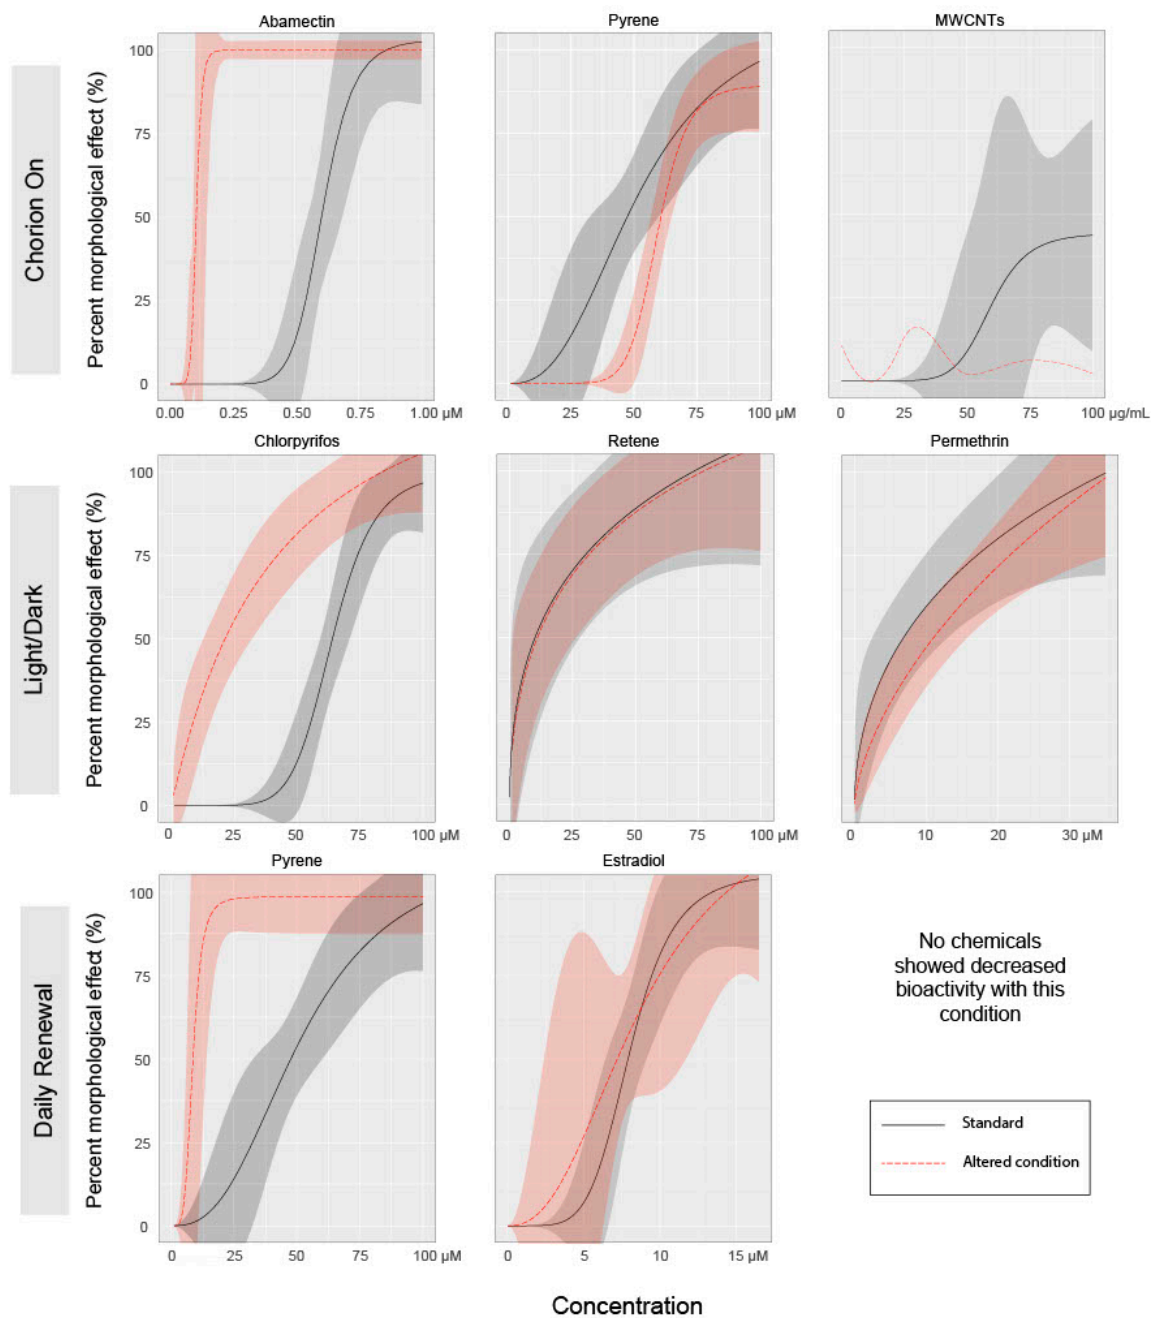 Abamectin
Pyrene
MWCNTs
Chorion On
Percent morphological effect (%)
100
75
50
25
0
0.00 0.25 0.50 0.75 1.00 µM
0 25 50 75 100 µM
0 25 50 75 100 µg/mL
Chlorpyrifos
Retene
Permethrin
Light/Dark
Percent morphological effect (%)
100
75
50
25
0
0 25 50 75 100 µM
0 25 50 75 100 µM
0 10 20 30 µM
Pyrene
Estradiol
Daily Renewal
Percent morphological effect (%)
100
75
50
25
0
0 25 50 75 100 µM
0 5 10 15 µM
No chemicals
showed decreased
bioactivity with this
condition
Standard
Altered condition
Concentration